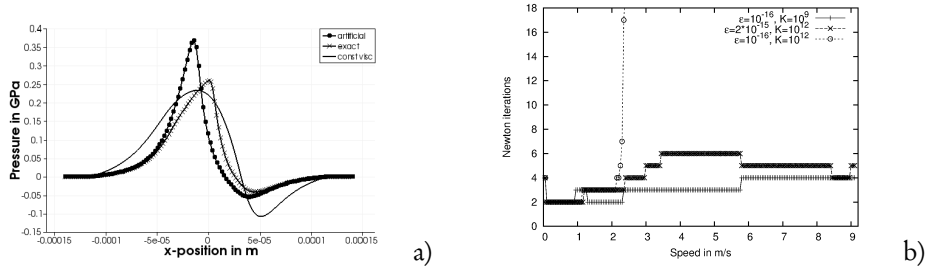 0.4
0.35
0.3
0.25
0.2
0.15
0.1
0.05
0
-0.05
-0.1
-0.15
Pressure in GPa
artificial
exact
const visc
-0.00015 -0.0001 -5e-05 0 5e-05 0.0001 0.00015
x-position in m
a)
18
16
14
12
10
8
6
4
2
0
Newton iterations
ε=10^-16, K=10^9
ε=2*10^-15, K=10^12
ε=10^-16, K=10^12
0 1 2 3 4 5 6 7 8 9
Speed in m/s
b)